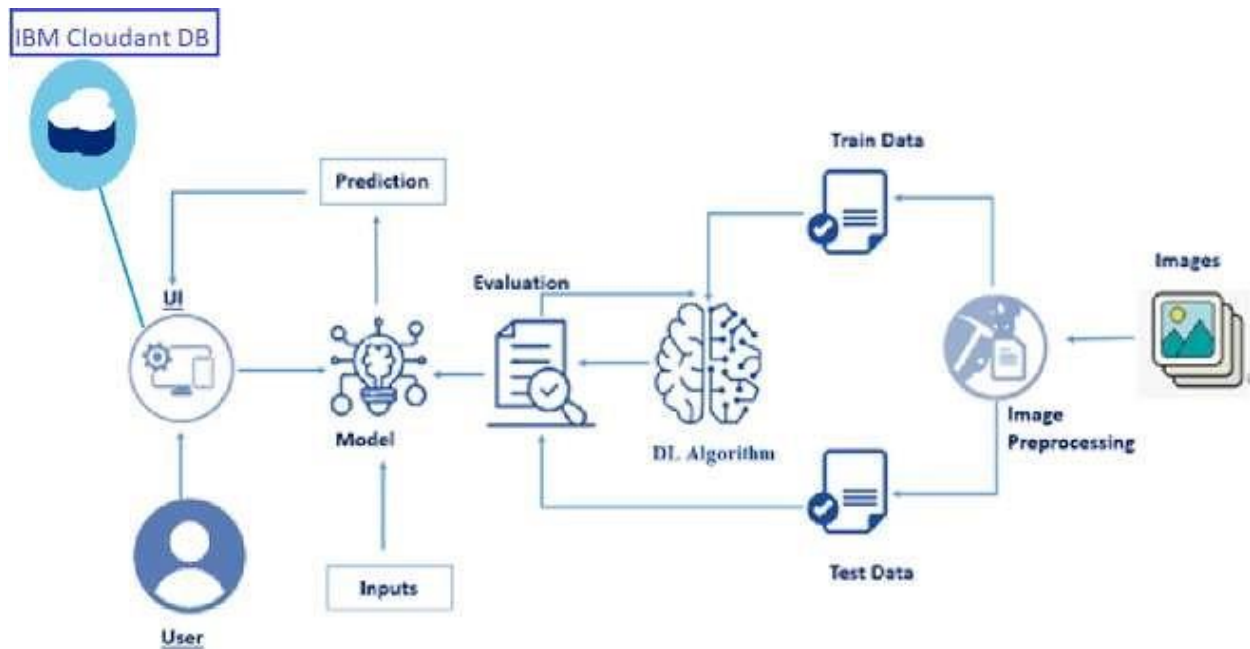 IBM Cloudant DB
Train Data
Prediction
Images
Evaluation
UI
Model
DL Algorithm
Image
Preprocessing
Inputs
Test Data
User